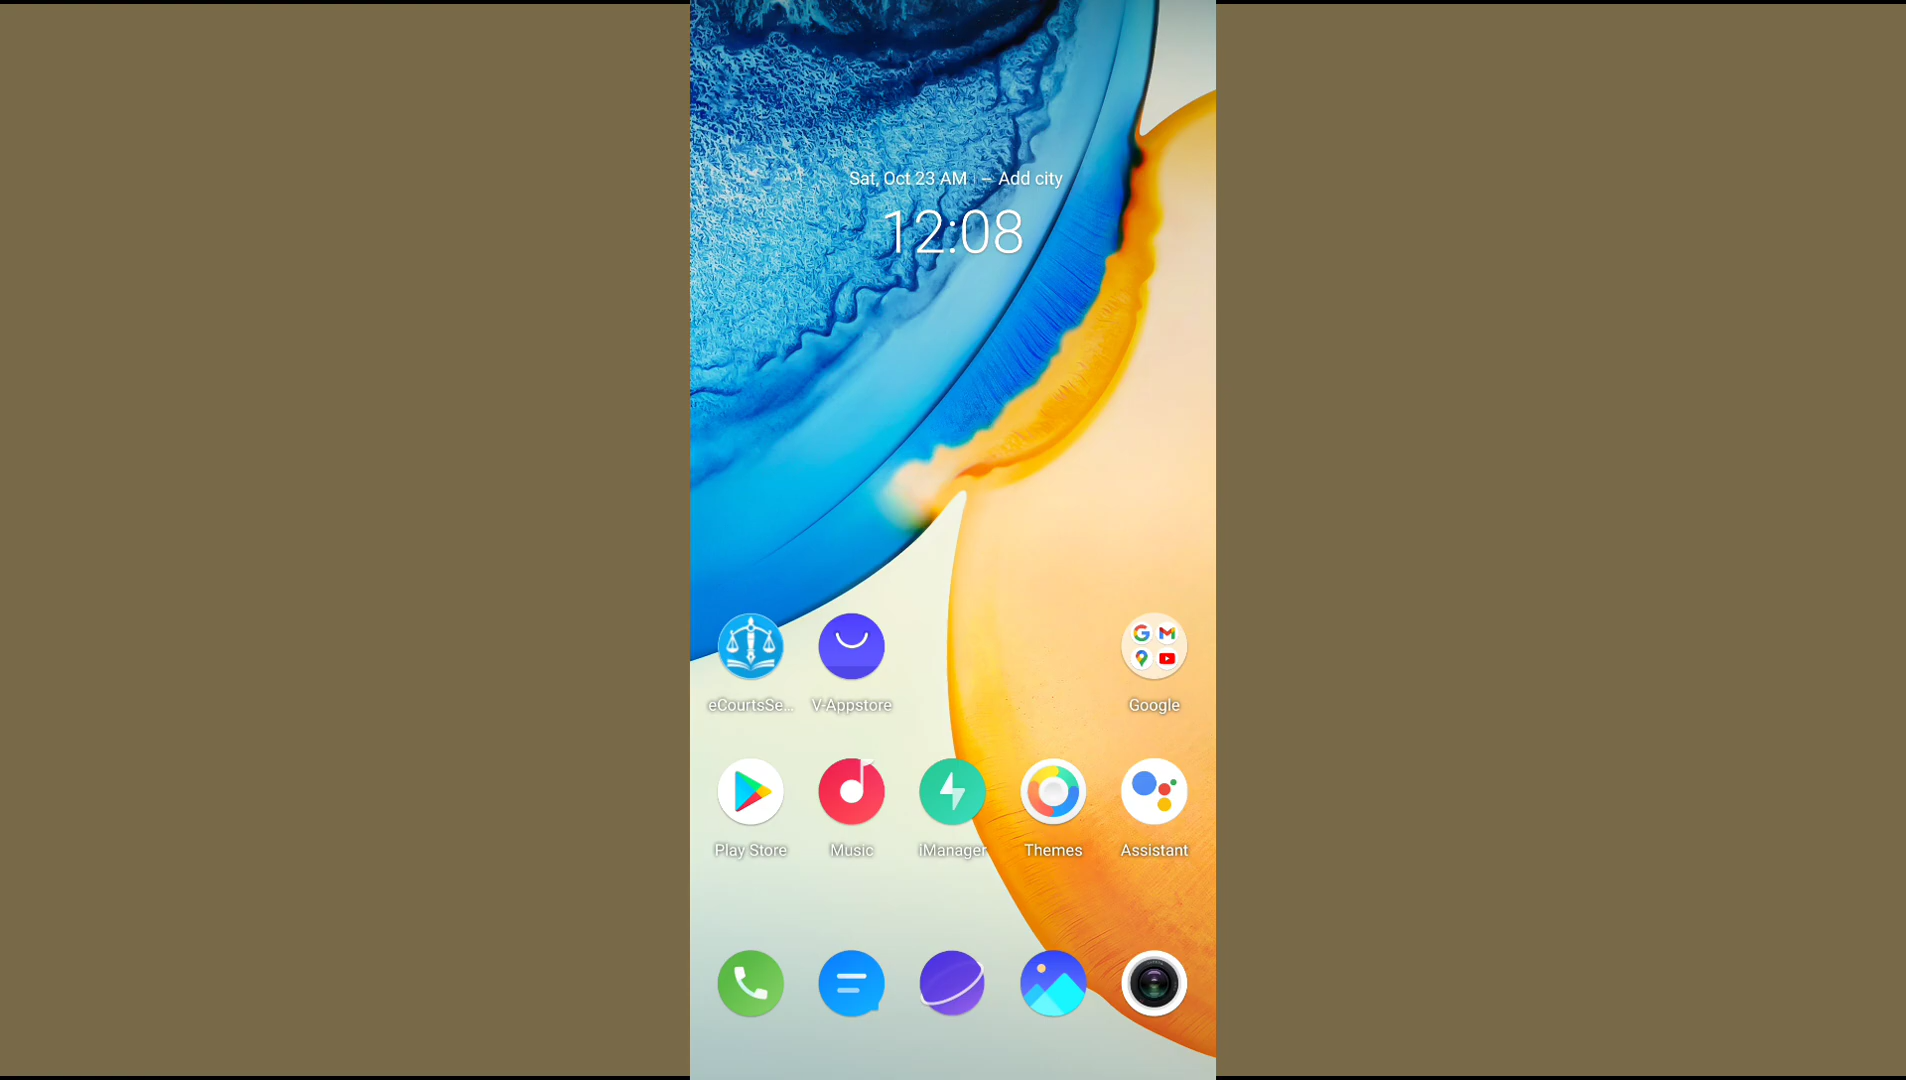 Sat, Oct 23 AM | -- Add city
12:08
eCourtsSe... V-Appstore Google
Play Store Music iManager Themes Assistant